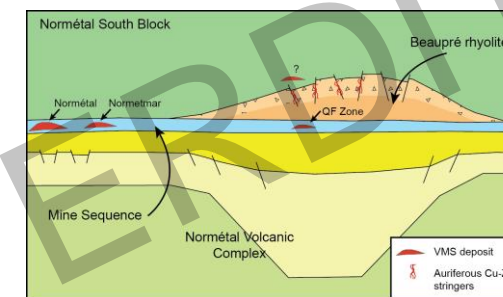 Normétal South Block
Beaupré rhyolite
?
Normétal
Normetmar
QF Zone
Mine Sequence
Normétal Volcanic
Complex
VMS deposit
Auriferous Cu-Z
stringers